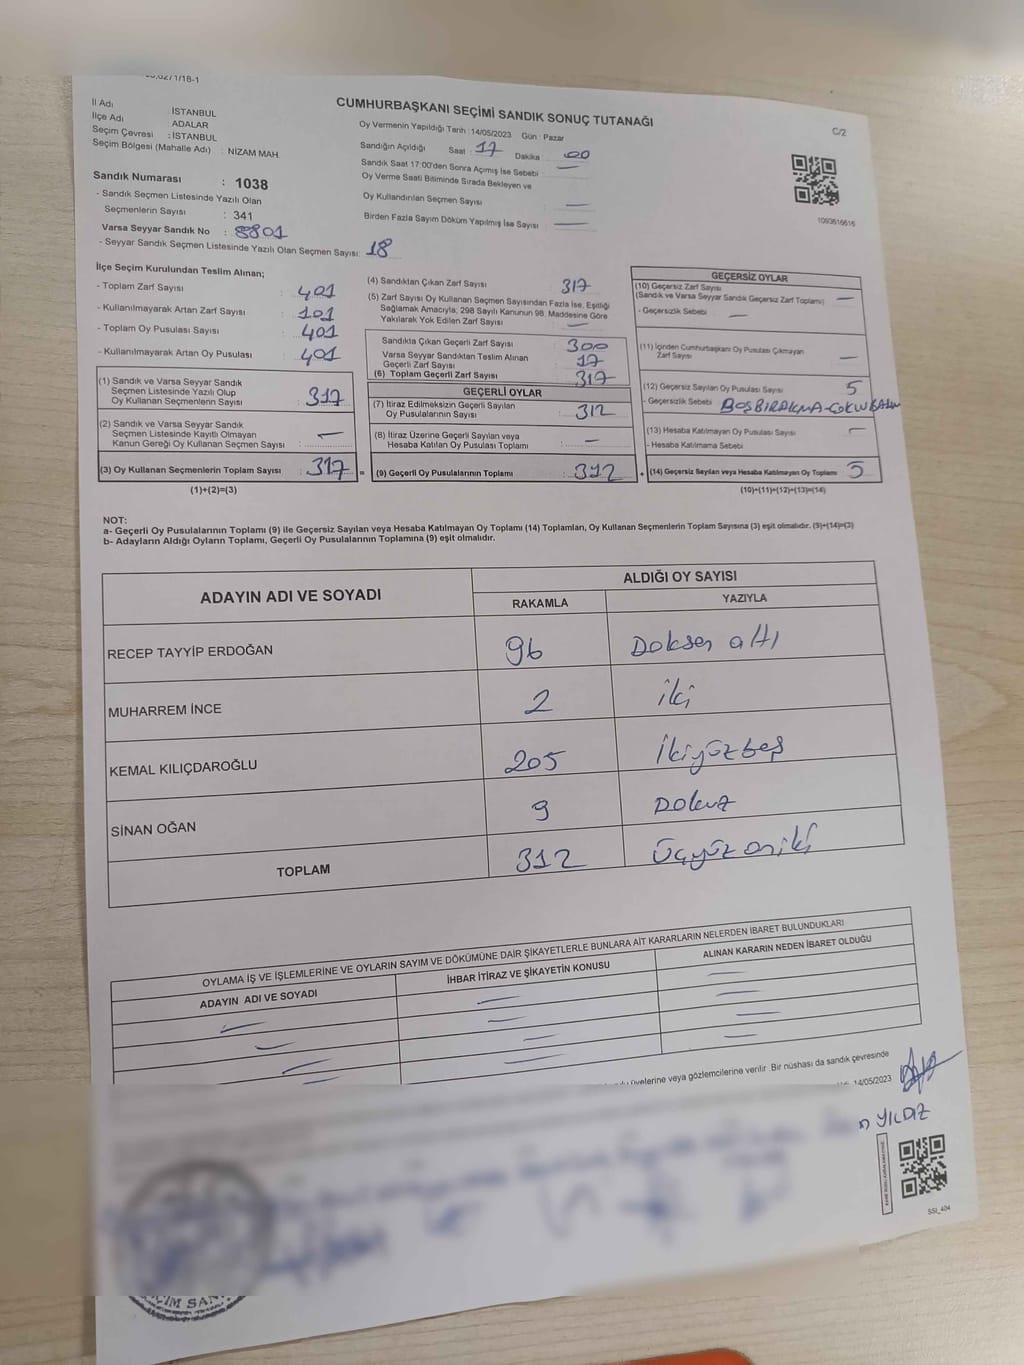 CUMHURBAŞKANI SEÇİMİ SANDIK SONUÇ TUTANAĞI
C/2
İl Adı İSTANBUL
İlçe Adı ADALAR
Seçim Çevresi : İSTANBUL
Seçim Bölgesi (Mahalle Adı) : NİZAM MAH.
Oy Vermenin Yapıldığı Tarih : 14/05/2023 Gün : Pazar
Sandığın Açıldığı Saat 17 Dakika 00
Sandık Saat 17:00'den Sonra Açımış İse Sebebi : —
Oy Verme Saati Bitiminde Sırada Bekleyen ve
Oy Kullandırılan Seçmen Sayısı —
Birden Fazla Sayım Döküm Yapılmış İse Sayısı —
1093616616
Sandık Numarası : 1038
- Sandık Seçmen Listesinde Yazılı Olan
Seçmenlerin Sayısı : 341
Varsa Seyyar Sandık No : 8801
- Seyyar Sandık Seçmen Listesinde Yazılı Olan Seçmen Sayısı: 18
İlçe Seçim Kurulundan Teslim Alınan;
- Toplam Zarf Sayısı : 401
- Kullanılmayarak Artan Zarf Sayısı : 101
- Toplam Oy Pusulası Sayısı : 401
- Kullanılmayarak Artan Oy Pusulası : 401
(1) Sandık ve Varsa Seyyar Sandık
Seçmen Listesinde Yazılı Olup
Oy Kullanan Seçmenlerin Sayısı : 317
(2) Sandık ve Varsa Seyyar Sandık
Seçmen Listesinde Kayıtlı Olmayan
Kanun Gereği Oy Kullanan Seçmen Sayısı : —
(3) Oy Kullanan Seçmenlerin Toplam Sayısı : 317 =
(1)+(2)=(3)
(4) Sandıktan Çıkan Zarf Sayısı : 317
(5) Zarf Sayısı Oy Kullanan Seçmen Sayısından Fazla İse, Eşitliği
Sağlamak Amacıyla; 298 Sayılı Kanunun 98. Maddesine Göre
Yakılarak Yok Edilen Zarf Sayısı : —
Sandıkla Çıkan Geçerli Zarf Sayısı : 300
Varsa Seyyar Sandıktan Teslim Alınan
Geçerli Zarf Sayısı : 17
(6) Toplam Geçerli Zarf Sayısı : 317
GEÇERLİ OYLAR
(7) İtiraz Edilmeksizin Geçerli Sayılan
Oy Pusulalarının Sayısı : 312
(8) İtiraz Üzerine Geçerli Sayılan veya
Hesaba Katılan Oy Pusulası Toplamı : —
(9) Geçerli Oy Pusulalarının Toplamı : 312 +
GEÇERSİZ OYLAR
(10) Geçersiz Zarf Sayısı
(Sandık ve Varsa Seyyar Sandık Geçersiz Zarf Toplamı) —
- Geçersizlik Sebebi : —
(11) İçinden Cumhurbaşkanı Oy Pusulası Çıkmayan
Zarf Sayısı —
(12) Geçersiz Sayılan Oy Pusulası Sayısı 5
- Geçersizlik Sebebi BOŞBIRAKMA-ÇOKLUBASIM
(13) Hesaba Katılmayan Oy Pusulası Sayısı —
- Hesaba Katılmama Sebebi
(14) Geçersiz Sayılan veya Hesaba Katılmayan Oy Toplamı 5
(10)+(11)+(12)+(13)=(14)
NOT:
a- Geçerli Oy Pusulalarının Toplamı (9) ile Geçersiz Sayılan veya Hesaba Katılmayan Oy Toplamı (14) Toplamları, Oy Kullanan Seçmenlerin Toplam Sayısına (3) eşit olmalıdır. (9)+(14)=(3)
b- Adayların Aldığı Oyların Toplamı, Geçerli Oy Pusulalarının Toplamına (9) eşit olmalıdır.
ADAYIN ADI VE SOYADI ALDIĞI OY SAYISI
RAKAMLA YAZIYLA
RECEP TAYYİP ERDOĞAN 96 Doksan altı
MUHARREM İNCE 2 iki
KEMAL KILIÇDAROĞLU 205 İkiyüzbeş
SİNAN OĞAN 9 Dokuz
TOPLAM 312 Üçyüz oniki
OYLAMA İŞ VE İŞLEMLERİNE VE OYLARIN SAYIM VE DÖKÜMÜNE DAİR ŞİKAYETLERLE BUNLARA AİT KARARLARIN NELERDEN İBARET BULUNDUKLARI
ADAYIN ADI VE SOYADI İHBAR İTİRAZ VE ŞİKAYETİN KONUSU ALINAN KARARIN NEDEN İBARET OLDUĞU
üyelerine veya gözlemcilerine verilir. Bir nüshası da sandık çevresinde
14/05/2023
YILDIZ
SSI_404